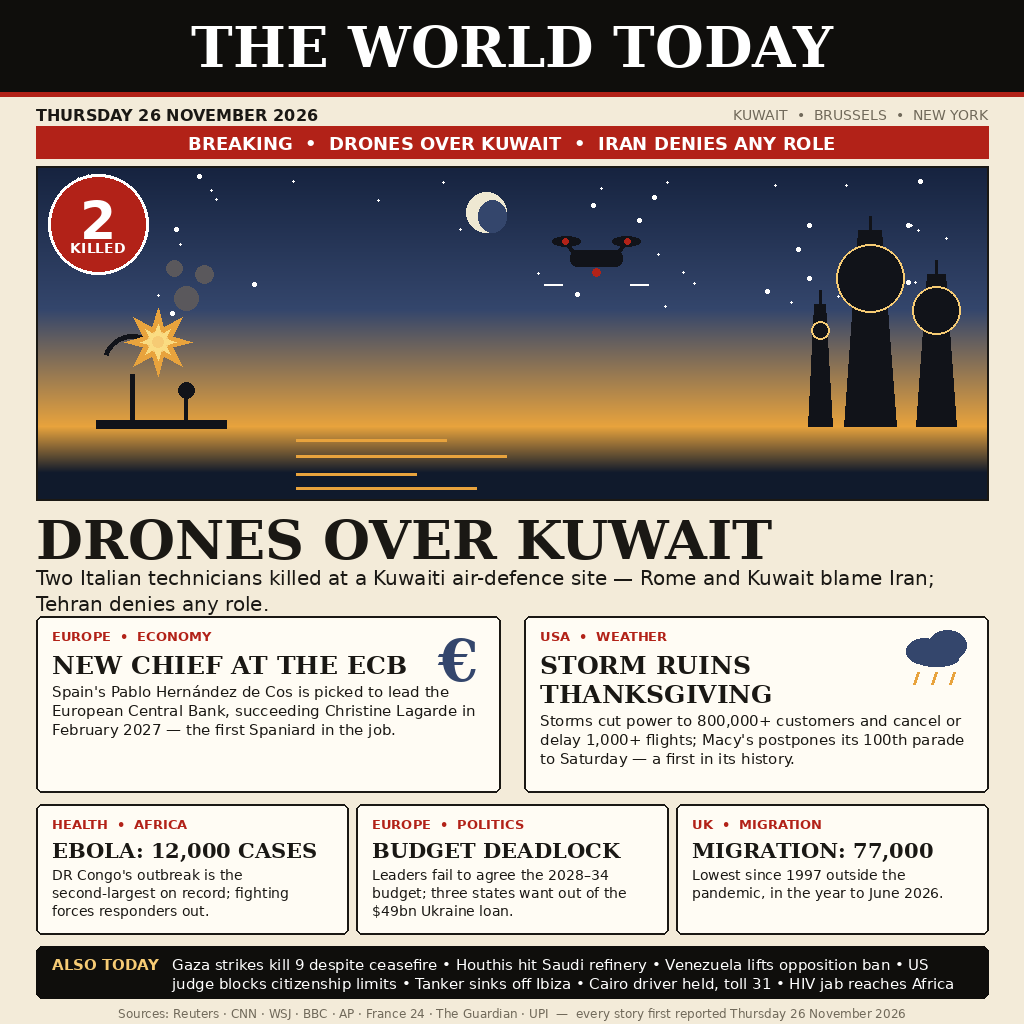 THE WORLD TODAY
THURSDAY 26 NOVEMBER 2026
KUWAIT • BRUSSELS • NEW YORK
BREAKING • DRONES OVER KUWAIT • IRAN DENIES ANY ROLE
2
KILLED
DRONES OVER KUWAIT
Two Italian technicians killed at a Kuwaiti air-defence site — Rome and Kuwait blame Iran;
Tehran denies any role.
EUROPE • ECONOMY
NEW CHIEF AT THE ECB
€
Spain's Pablo Hernández de Cos is picked to lead the
European Central Bank, succeeding Christine Lagarde in
February 2027 — the first Spaniard in the job.
USA • WEATHER
STORM RUINS
THANKSGIVING
Storms cut power to 800,000+ customers and cancel or
delay 1,000+ flights; Macy's postpones its 100th parade
to Saturday — a first in its history.
HEALTH • AFRICA
EBOLA: 12,000 CASES
DR Congo's outbreak is the
second-largest on record; fighting
forces responders out.
EUROPE • POLITICS
BUDGET DEADLOCK
Leaders fail to agree the 2028–34
budget; three states want out of the
$49bn Ukraine loan.
UK • MIGRATION
MIGRATION: 77,000
Lowest since 1997 outside the
pandemic, in the year to June 2026.
ALSO TODAY
Gaza strikes kill 9 despite ceasefire • Houthis hit Saudi refinery • Venezuela lifts opposition ban • US
judge blocks citizenship limits • Tanker sinks off Ibiza • Cairo driver held, toll 31 • HIV jab reaches Africa
Sources: Reuters · CNN · WSJ · BBC · AP · France 24 · The Guardian · UPI — every story first reported Thursday 26 November 2026